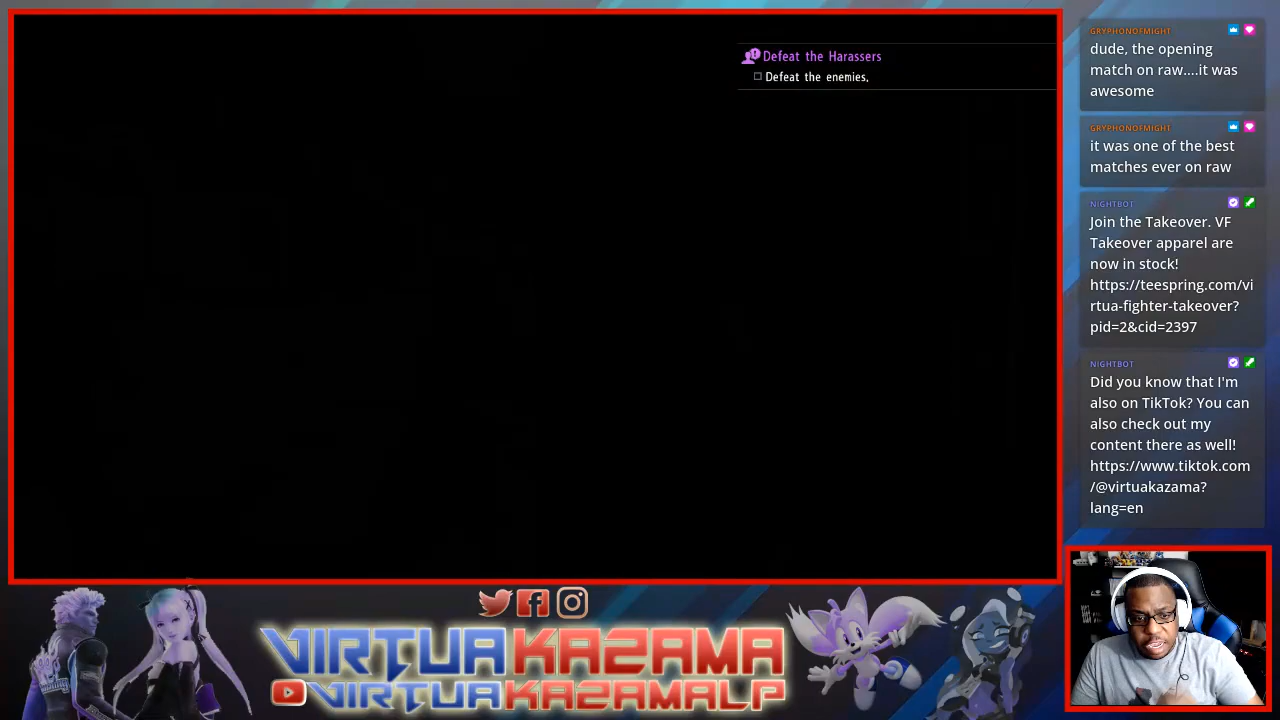 Defeat the Harassers
Defeat the enemies.
GRYPHONOFMIGHT
dude, the opening
match on raw....it was
awesome
GRYPHONOFMIGHT
it was one of the best
matches ever on raw
NIGHTBOT
Join the Takeover. VF
Takeover apparel are
now in stock!
https://teespring.com/vi
rtua-fighter-takeover?
pid=2&cid=2397
NIGHTBOT
Did you know that I'm
also on TikTok? You can
also check out my
content there as well!
https://www.tiktok.com
/@virtuakazama?
lang=en
VIRTUAKAZAMA
VIRTUAKAZAMALP